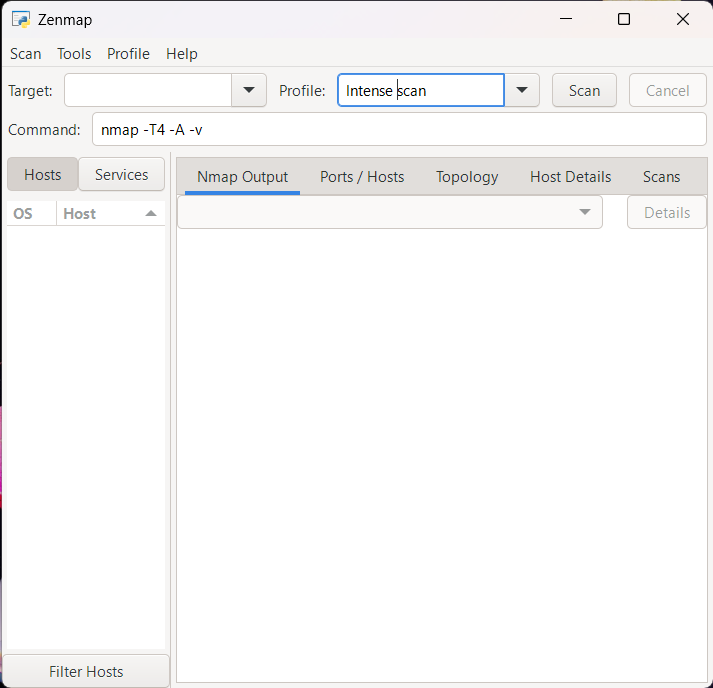 Zenmap
Scan Tools Profile Help
Target: Profile: Intense scan Scan Cancel
Command: nmap -T4 -A -v
Hosts Services Nmap Output Ports / Hosts Topology Host Details Scans
OS Host Details
Filter Hosts